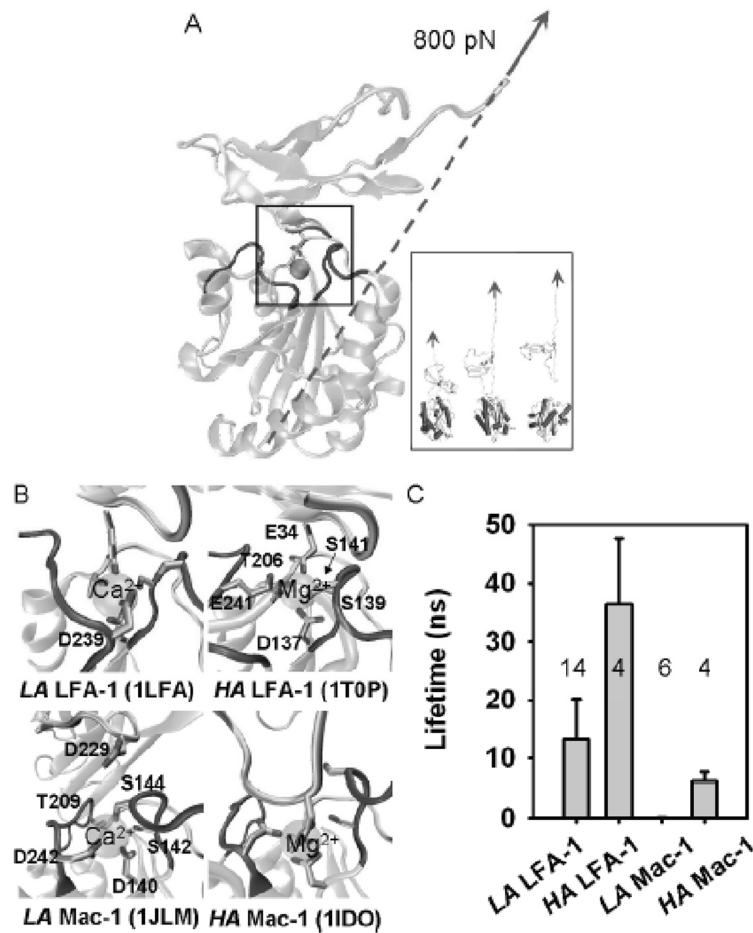 A
800 pN
B
E34
S141
T206
Ca2+
Mg2+
E241
S139
D239
D137
LA LFA-1 (1LFA)
HA LFA-1 (1T0P)
D229
S144
T209
Ca2
Mg2+
D242
S142
D140
LA Mac-1 (1JLM)
HA Mac-1 (1IDO)
C
Lifetime (ns)
50
40
30
20
10
0
14
4
6
4
LA LFA-1
HA LFA-1
LA Mac-1
HA Mac-1